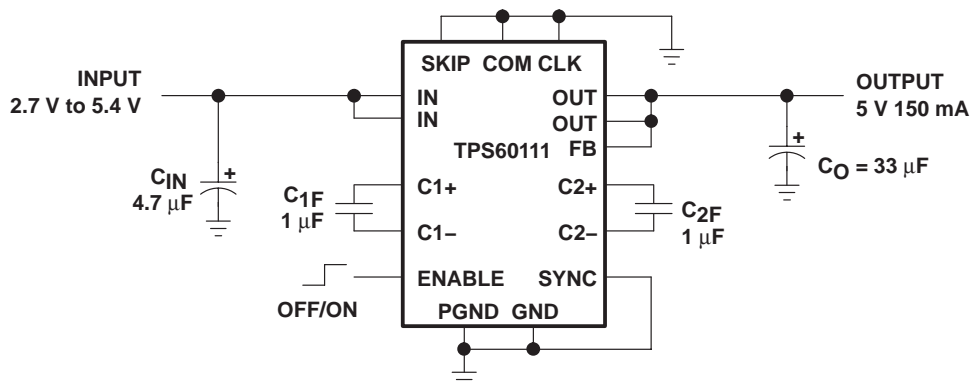 SKIP COM CLK
INPUT
2.7 V to 5.4 V
IN
IN
OUT
OUT
FB
TPS60111
OUTPUT
5 V 150 mA
CIN
4.7 μF
+
C1F
1 μF
C1+
C1–
C2+
C2–
C2F
1 μF
+
CO = 33 μF
ENABLE
SYNC
OFF/ON
PGND GND